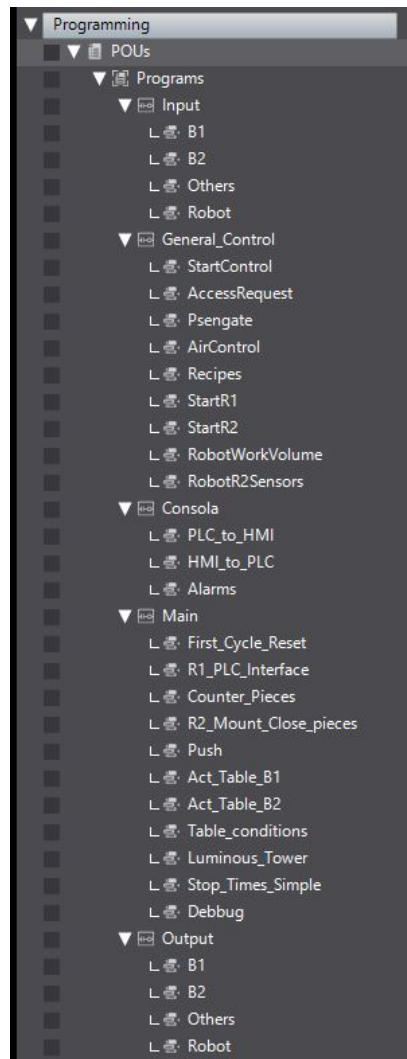 Programming
POUs
Programs
Input
B1
B2
Others
Robot
General_Control
StartControl
AccessRequest
Psengate
AirControl
Recipes
StartR1
StartR2
RobotWorkVolume
RobotR2Sensors
Consola
PLC_to_HMI
HMI_to_PLC
Alarms
Main
First_Cycle_Reset
R1_PLC_Interface
Counter_Pieces
R2_Mount_Close_pieces
Push
Act_Table_B1
Act_Table_B2
Table_conditions
Luminous_Tower
Stop_Times_Simple
Debbug
Output
B1
B2
Others
Robot